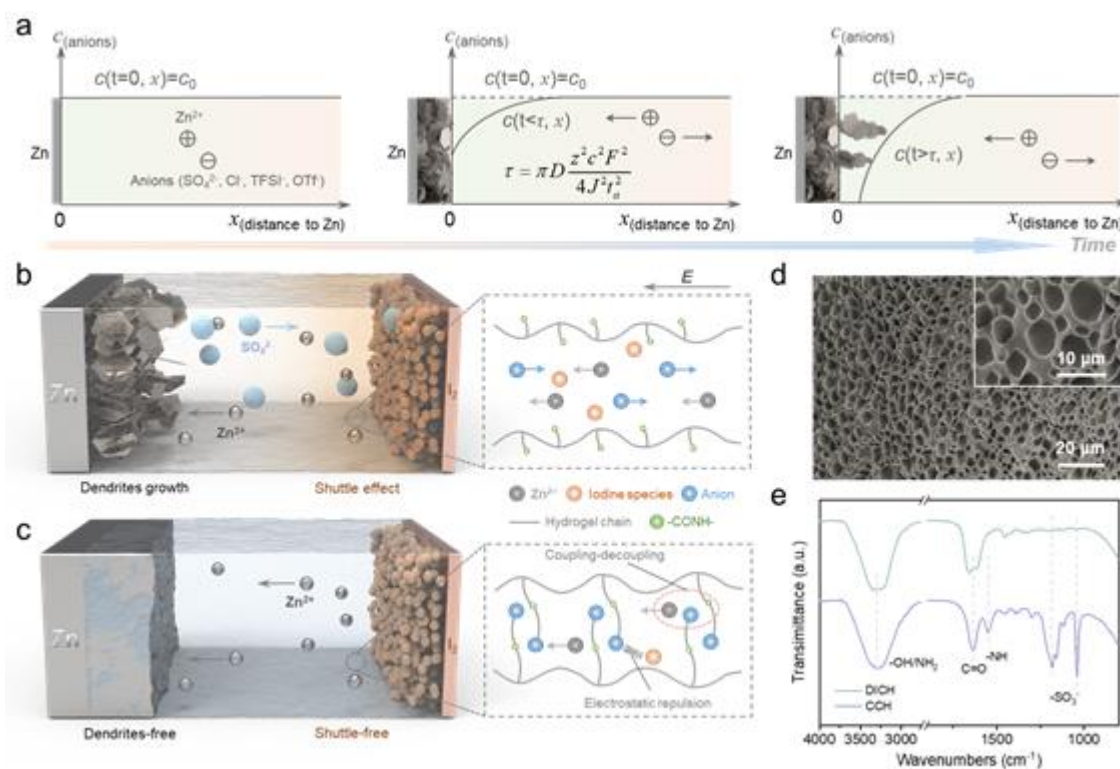 a
C(anions)
C(t=0, x)=C₀
Zn²⁺
⊕
⊖
Anions (SO₄²⁻, Cl⁻, TFSI⁻, OTf⁻)
Zn
0
x(distance to Zn)
C(anions)
C(t=0, x)=C₀
C(t<τ, x)
⊕
⊖
τ = πD z²c²F² / 4J²tₐ²
Zn
0
x(distance to Zn)
C(anions)
C(t=0, x)=C₀
C(t>τ, x)
⊕
⊖
Zn
0
x(distance to Zn)
Time
b
Zn
SO₄²⁻
Zn²⁺
I₂
Dendrites growth
Shuttle effect
E
Zn²⁺
Iodine species
Anion
Hydrogel chain
-CONH-
c
Zn
Zn²⁺
I₂
Dendrites-free
Shuttle-free
Coupling-decoupling
Electrostatic repulsion
d
10 µm
20 µm
e
Transimittance (a.u.)
-OH/NH₂
C=O
-NH
-SO₃⁻
DICH
CCH
4000 3500 3000 1500 1000
Wavenumbers (cm⁻¹)